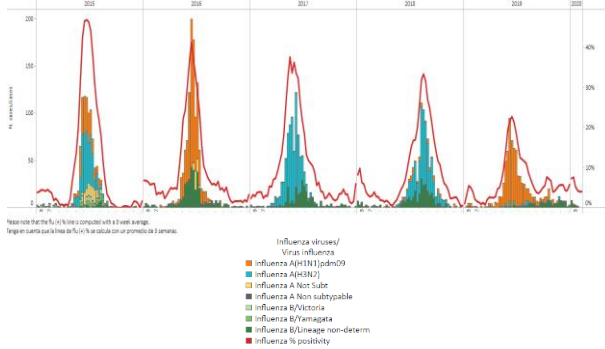 2015 2016 2017 2018 2019 2020
200
150
100
50
0
40%
30%
20%
10%
0%
Please note that the flu (+) % line is computed with a 3 week average.
Tenga en cuenta que la línea de flu (+) % se calcula con un promedio de 3 semanas.
Influenza viruses/
Virus influenza
Influenza A(H1N1)pdm09
Influenza A(H3N2)
Influenza A Not Subt
Influenza A Non subtypable
Influenza B/Victoria
Influenza B/Yamagata
Influenza B/Lineage non-determ
Influenza % positivity